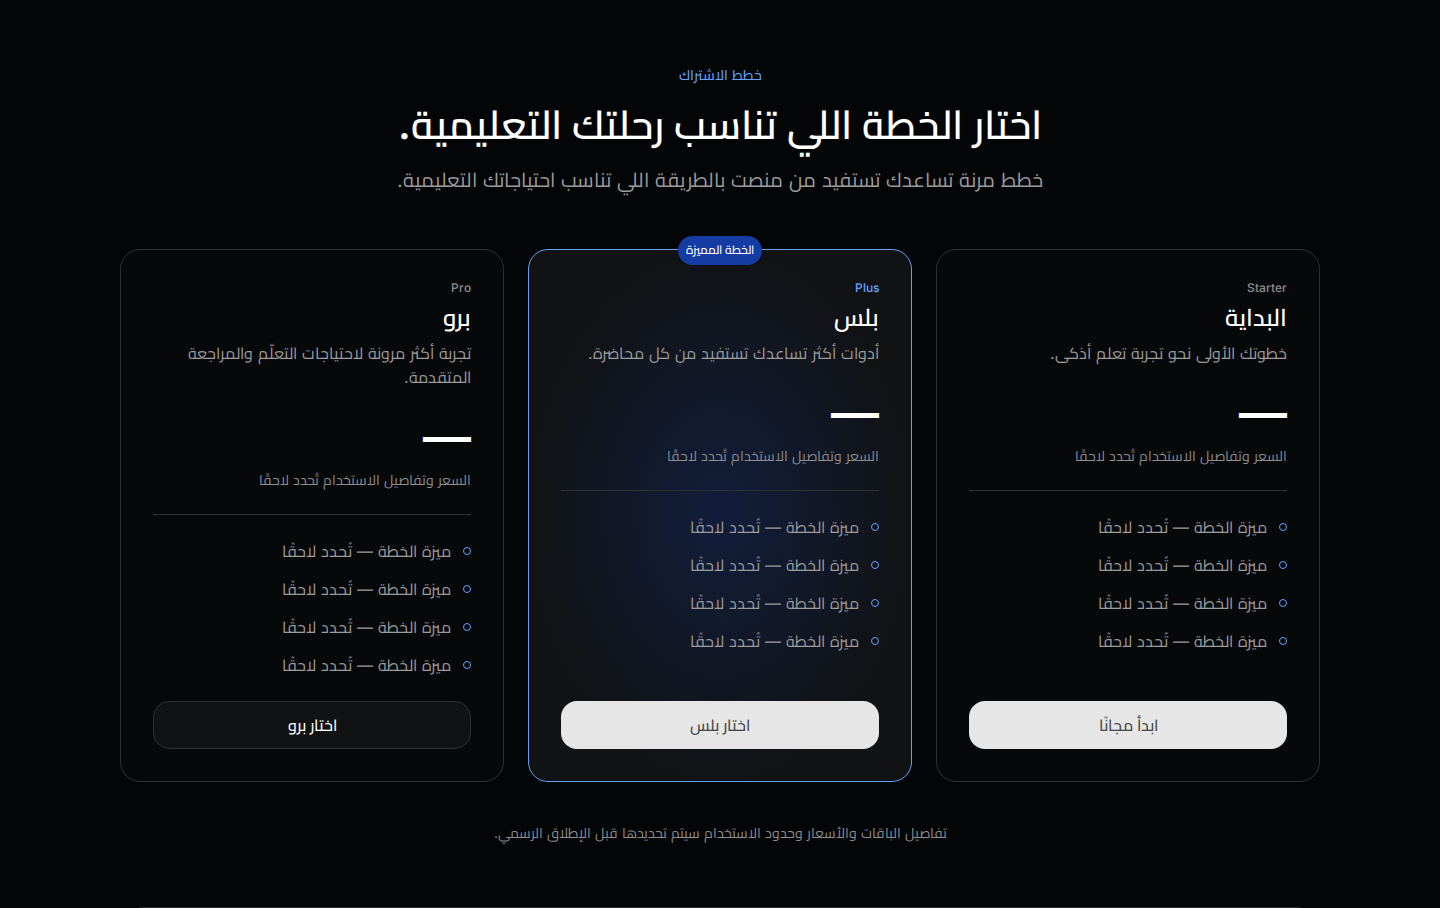 خطط الاشتراك
اختار الخطة اللي تناسب رحلتك التعليمية.
خطط مرنة تساعدك تستفيد من منصت بالطريقة اللي تناسب احتياجاتك التعليمية.
Starter
البداية
خطوتك الأولى نحو تجربة تعلم أذكى.
—
السعر وتفاصيل الاستخدام تُحدد لاحقًا
ميزة الخطة — تُحدد لاحقًا
ميزة الخطة — تُحدد لاحقًا
ميزة الخطة — تُحدد لاحقًا
ميزة الخطة — تُحدد لاحقًا
ابدأ مجانًا
الخطة المميزة
Plus
بلس
أدوات أكثر تساعدك تستفيد من كل محاضرة.
—
السعر وتفاصيل الاستخدام تُحدد لاحقًا
ميزة الخطة — تُحدد لاحقًا
ميزة الخطة — تُحدد لاحقًا
ميزة الخطة — تُحدد لاحقًا
ميزة الخطة — تُحدد لاحقًا
اختار بلس
Pro
برو
تجربة أكثر مرونة لاحتياجات التعلّم والمراجعة
المتقدمة.
—
السعر وتفاصيل الاستخدام تُحدد لاحقًا
ميزة الخطة — تُحدد لاحقًا
ميزة الخطة — تُحدد لاحقًا
ميزة الخطة — تُحدد لاحقًا
ميزة الخطة — تُحدد لاحقًا
اختار برو
تفاصيل الباقات والأسعار وحدود الاستخدام سيتم تحديدها قبل الإطلاق الرسمي.